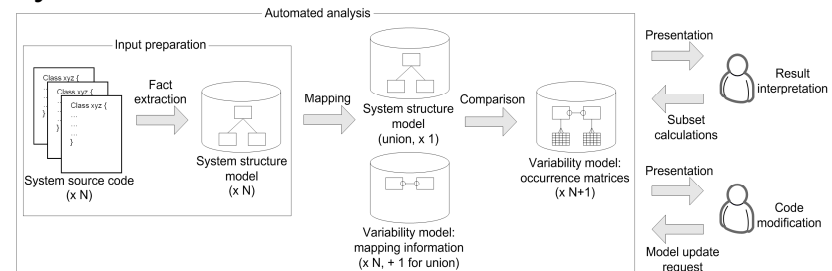 Automated analysis
Input preparation
Class xyz {
Class xyz {
Class xyz {
...
...
...
}
System source code
(x N)
Fact
extraction
System structure
model
(x N)
Mapping
System structure
model
(union, x 1)
Variability model:
mapping information
(x N, + 1 for union)
Comparison
Variability model:
occurrence matrices
(x N+1)
Presentation
Subset
calculations
Result
interpretation
Presentation
Model update
request
Code
modification